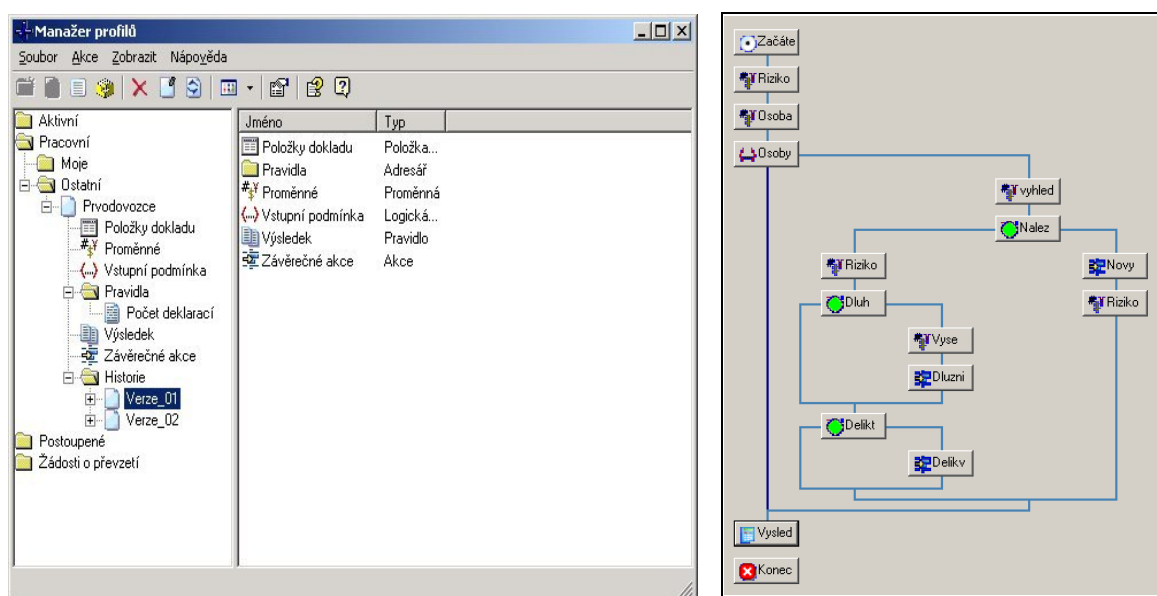 Manažer profilů
Soubor Akce Zobrazit Nápověda
Aktivní
Pracovní
Moje
Ostatní
Prvodovozce
Položky dokladu
Proměnné
Vstupní podmínka
Pravidla
Počet deklarací
Výsledek
Závěrečné akce
Historie
Verze_01
Verze_02
Postoupené
Žádosti o převzetí
Jméno Typ
Položky dokladu Položka...
Pravidla Adresář
Proměnné Proměnná
Vstupní podmínka Logická...
Výsledek Pravidlo
Závěrečné akce Akce
Začáte
Riziko
Osoba
Osoby
vyhled
Nalez
Riziko
Novy
Dluh
Riziko
Vyse
Dluzni
Delikt
Delikv
Vysled
Konec